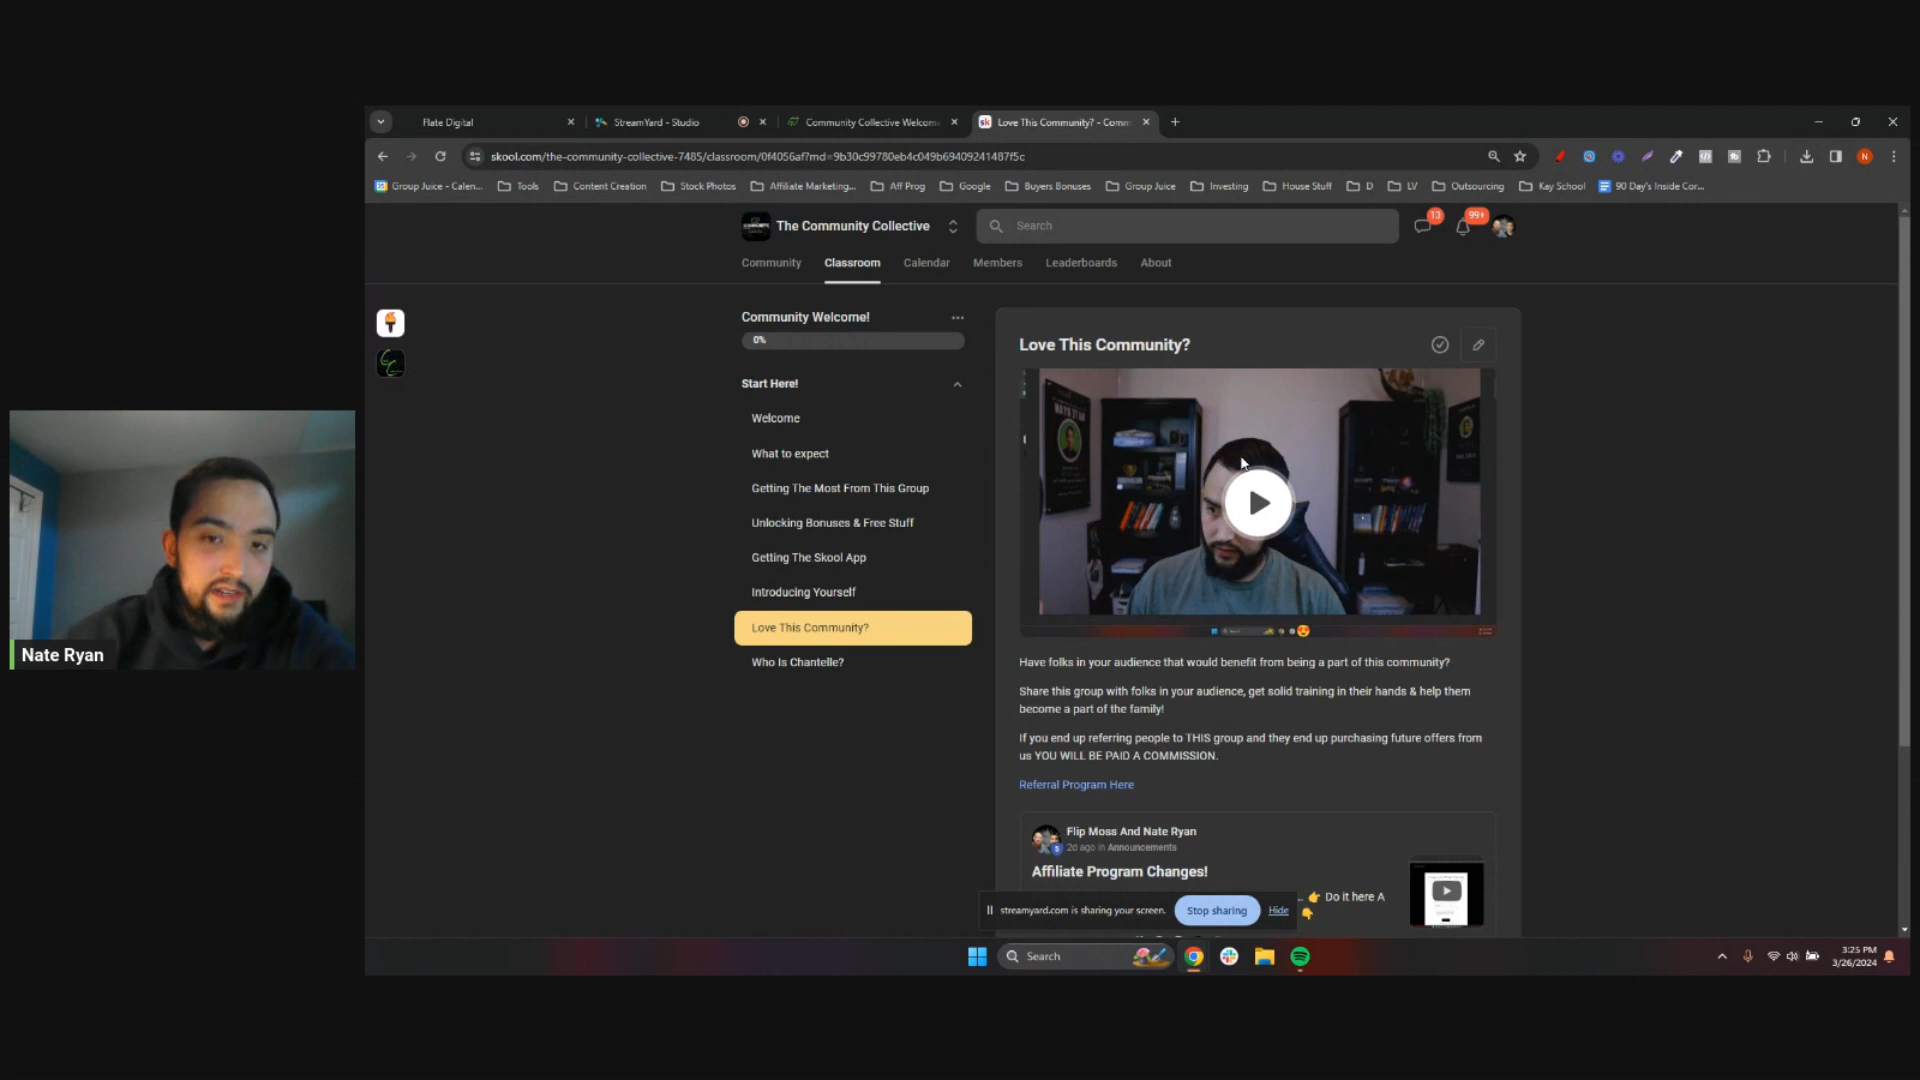 Flate Digital
StreamYard - Studio
Community Collective Welcom
sk
Love This Community? - Comm
skool.com/the-community-collective-7485/classroom/0f4056af?md=9b30c99780eb4c049b69409241487f5c
N
Group Juice - Calen...
Tools
Content Creation
Stock Photos
Affiliate Marketing...
Aff Prog
Google
Buyers Bonuses
Group Juice
Investing
House Stuff
D
LV
Outsourcing
Kay School
90 Day's Inside Cor...
The Community Collective
Search
13
99+
Community
Classroom
Calendar
Members
Leaderboards
About
Community Welcome!
0%
Start Here!
Welcome
What to expect
Getting The Most From This Group
Unlocking Bonuses & Free Stuff
Getting The Skool App
Introducing Yourself
Love This Community?
Who Is Chantelle?
Love This Community?
Have folks in your audience that would benefit from being a part of this community?
Share this group with folks in your audience, get solid training in their hands & help them
become a part of the family!
If you end up referring people to THIS group and they end up purchasing future offers from
us YOU WILL BE PAID A COMMISSION.
Referral Program Here
Flip Moss And Nate Ryan
2d ago in Announcements
Affiliate Program Changes!
.. 👉 Do it here A
👇
streamyard.com is sharing your screen.
Stop sharing
Hide
Search
3:25 PM
3/26/2024
Nate Ryan